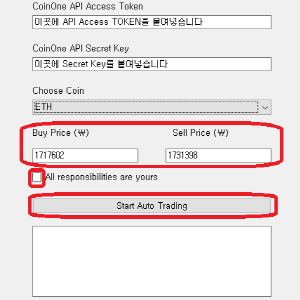 CoinOne API Access Token
이곳에 API Access TOKEN를 붙여넣습니다
CoinOne API Secret Key
이곳에 Secret Key를 붙여넣습니다
Choose Coin
ETH
Buy Price (₩) Sell Price (₩)
1717602 1731398
All responsibilities are yours
Start Auto Trading